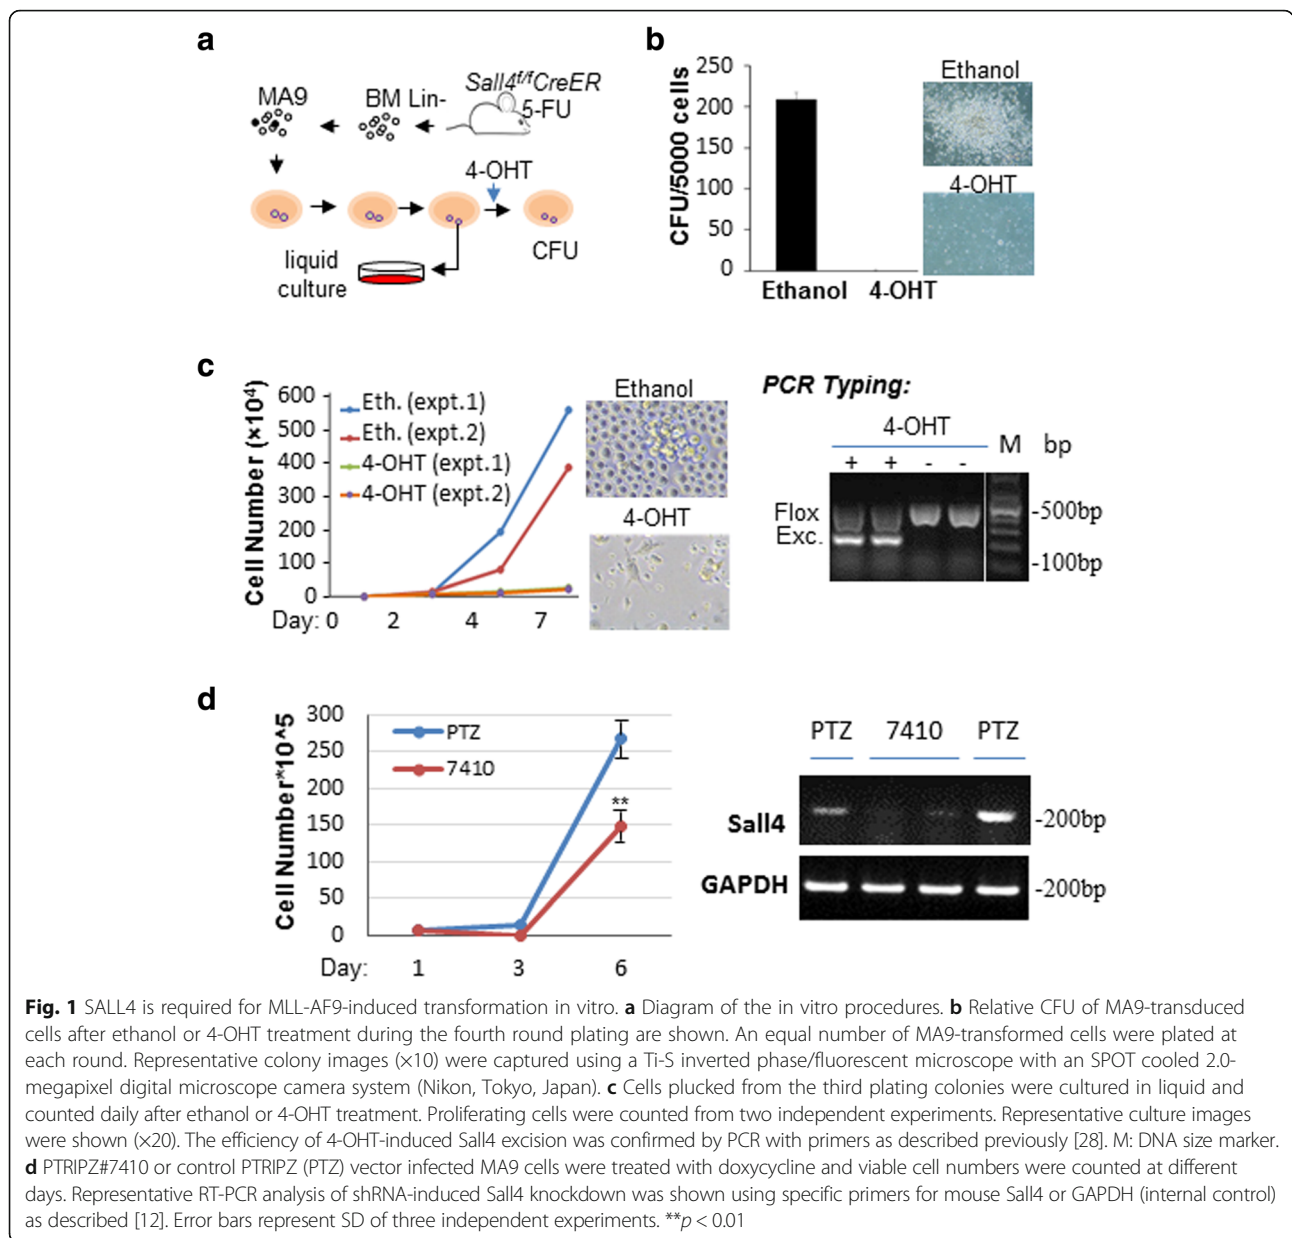 a
MA9
BM Lin-
Sall4f/fCreER
5-FU
4-OHT
CFU
liquid
culture
b
CFU/5000 cells
250
200
150
100
50
0
Ethanol 4-OHT
Ethanol
4-OHT
c
Cell Number (×10⁴)
600
500
400
300
200
100
0
Eth. (expt.1)
Eth. (expt.2)
4-OHT (expt.1)
4-OHT (expt.2)
Day: 0 2 4 7
Ethanol
4-OHT
PCR Typing:
4-OHT
M bp
+ + - -
Flox
Exc.
-500bp
-100bp
d
Cell Number*10^5
300
250
200
150
100
50
0
PTZ
7410
**
Day: 1 3 6
PTZ 7410 PTZ
Sall4
-200bp
GAPDH
-200bp
Fig. 1 SALL4 is required for MLL-AF9-induced transformation in vitro. a Diagram of the in vitro procedures. b Relative CFU of MA9-transduced
cells after ethanol or 4-OHT treatment during the fourth round plating are shown. An equal number of MA9-transformed cells were plated at
each round. Representative colony images (×10) were captured using a Ti-S inverted phase/fluorescent microscope with an SPOT cooled 2.0-
megapixel digital microscope camera system (Nikon, Tokyo, Japan). c Cells plucked from the third plating colonies were cultured in liquid and
counted daily after ethanol or 4-OHT treatment. Proliferating cells were counted from two independent experiments. Representative culture images
were shown (×20). The efficiency of 4-OHT-induced Sall4 excision was confirmed by PCR with primers as described previously [28]. M: DNA size marker.
d PTRIPZ#7410 or control PTRIPZ (PTZ) vector infected MA9 cells were treated with doxycycline and viable cell numbers were counted at different
days. Representative RT-PCR analysis of shRNA-induced Sall4 knockdown was shown using specific primers for mouse Sall4 or GAPDH (internal control)
as described [12]. Error bars represent SD of three independent experiments. **p < 0.01